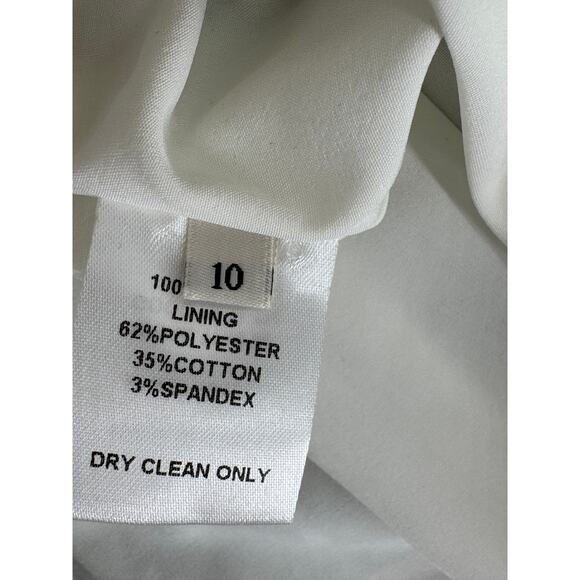 10
100
LINING
62%POLYESTER
35%COTTON
3%SPANDEX
DRY CLEAN ONLY